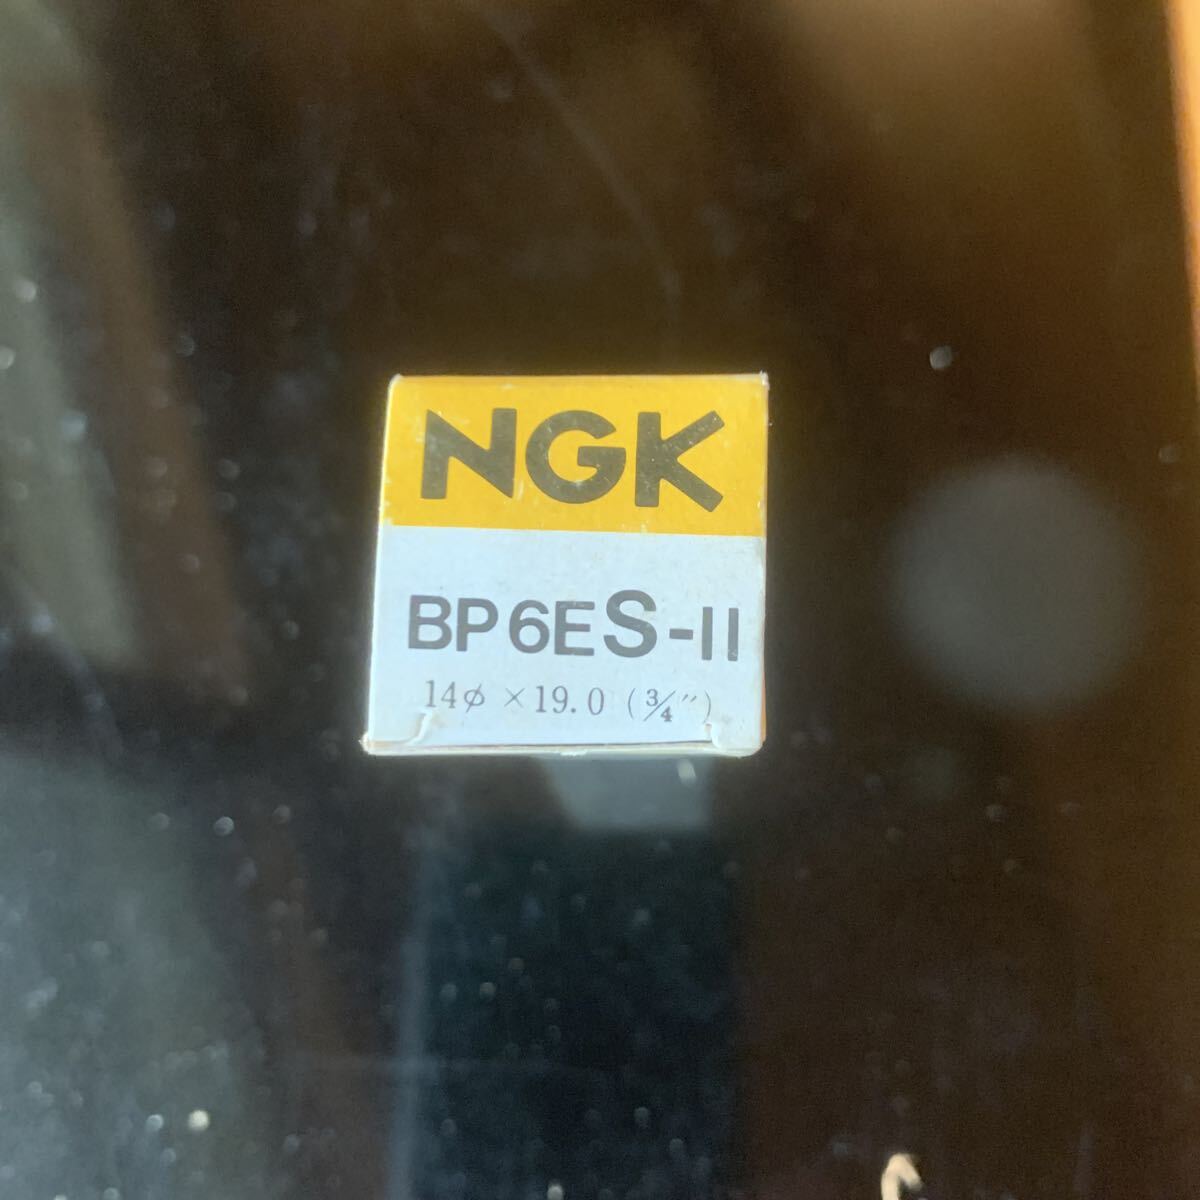 NGK
BP6ES-11
14φ × 19.0 (3/4")